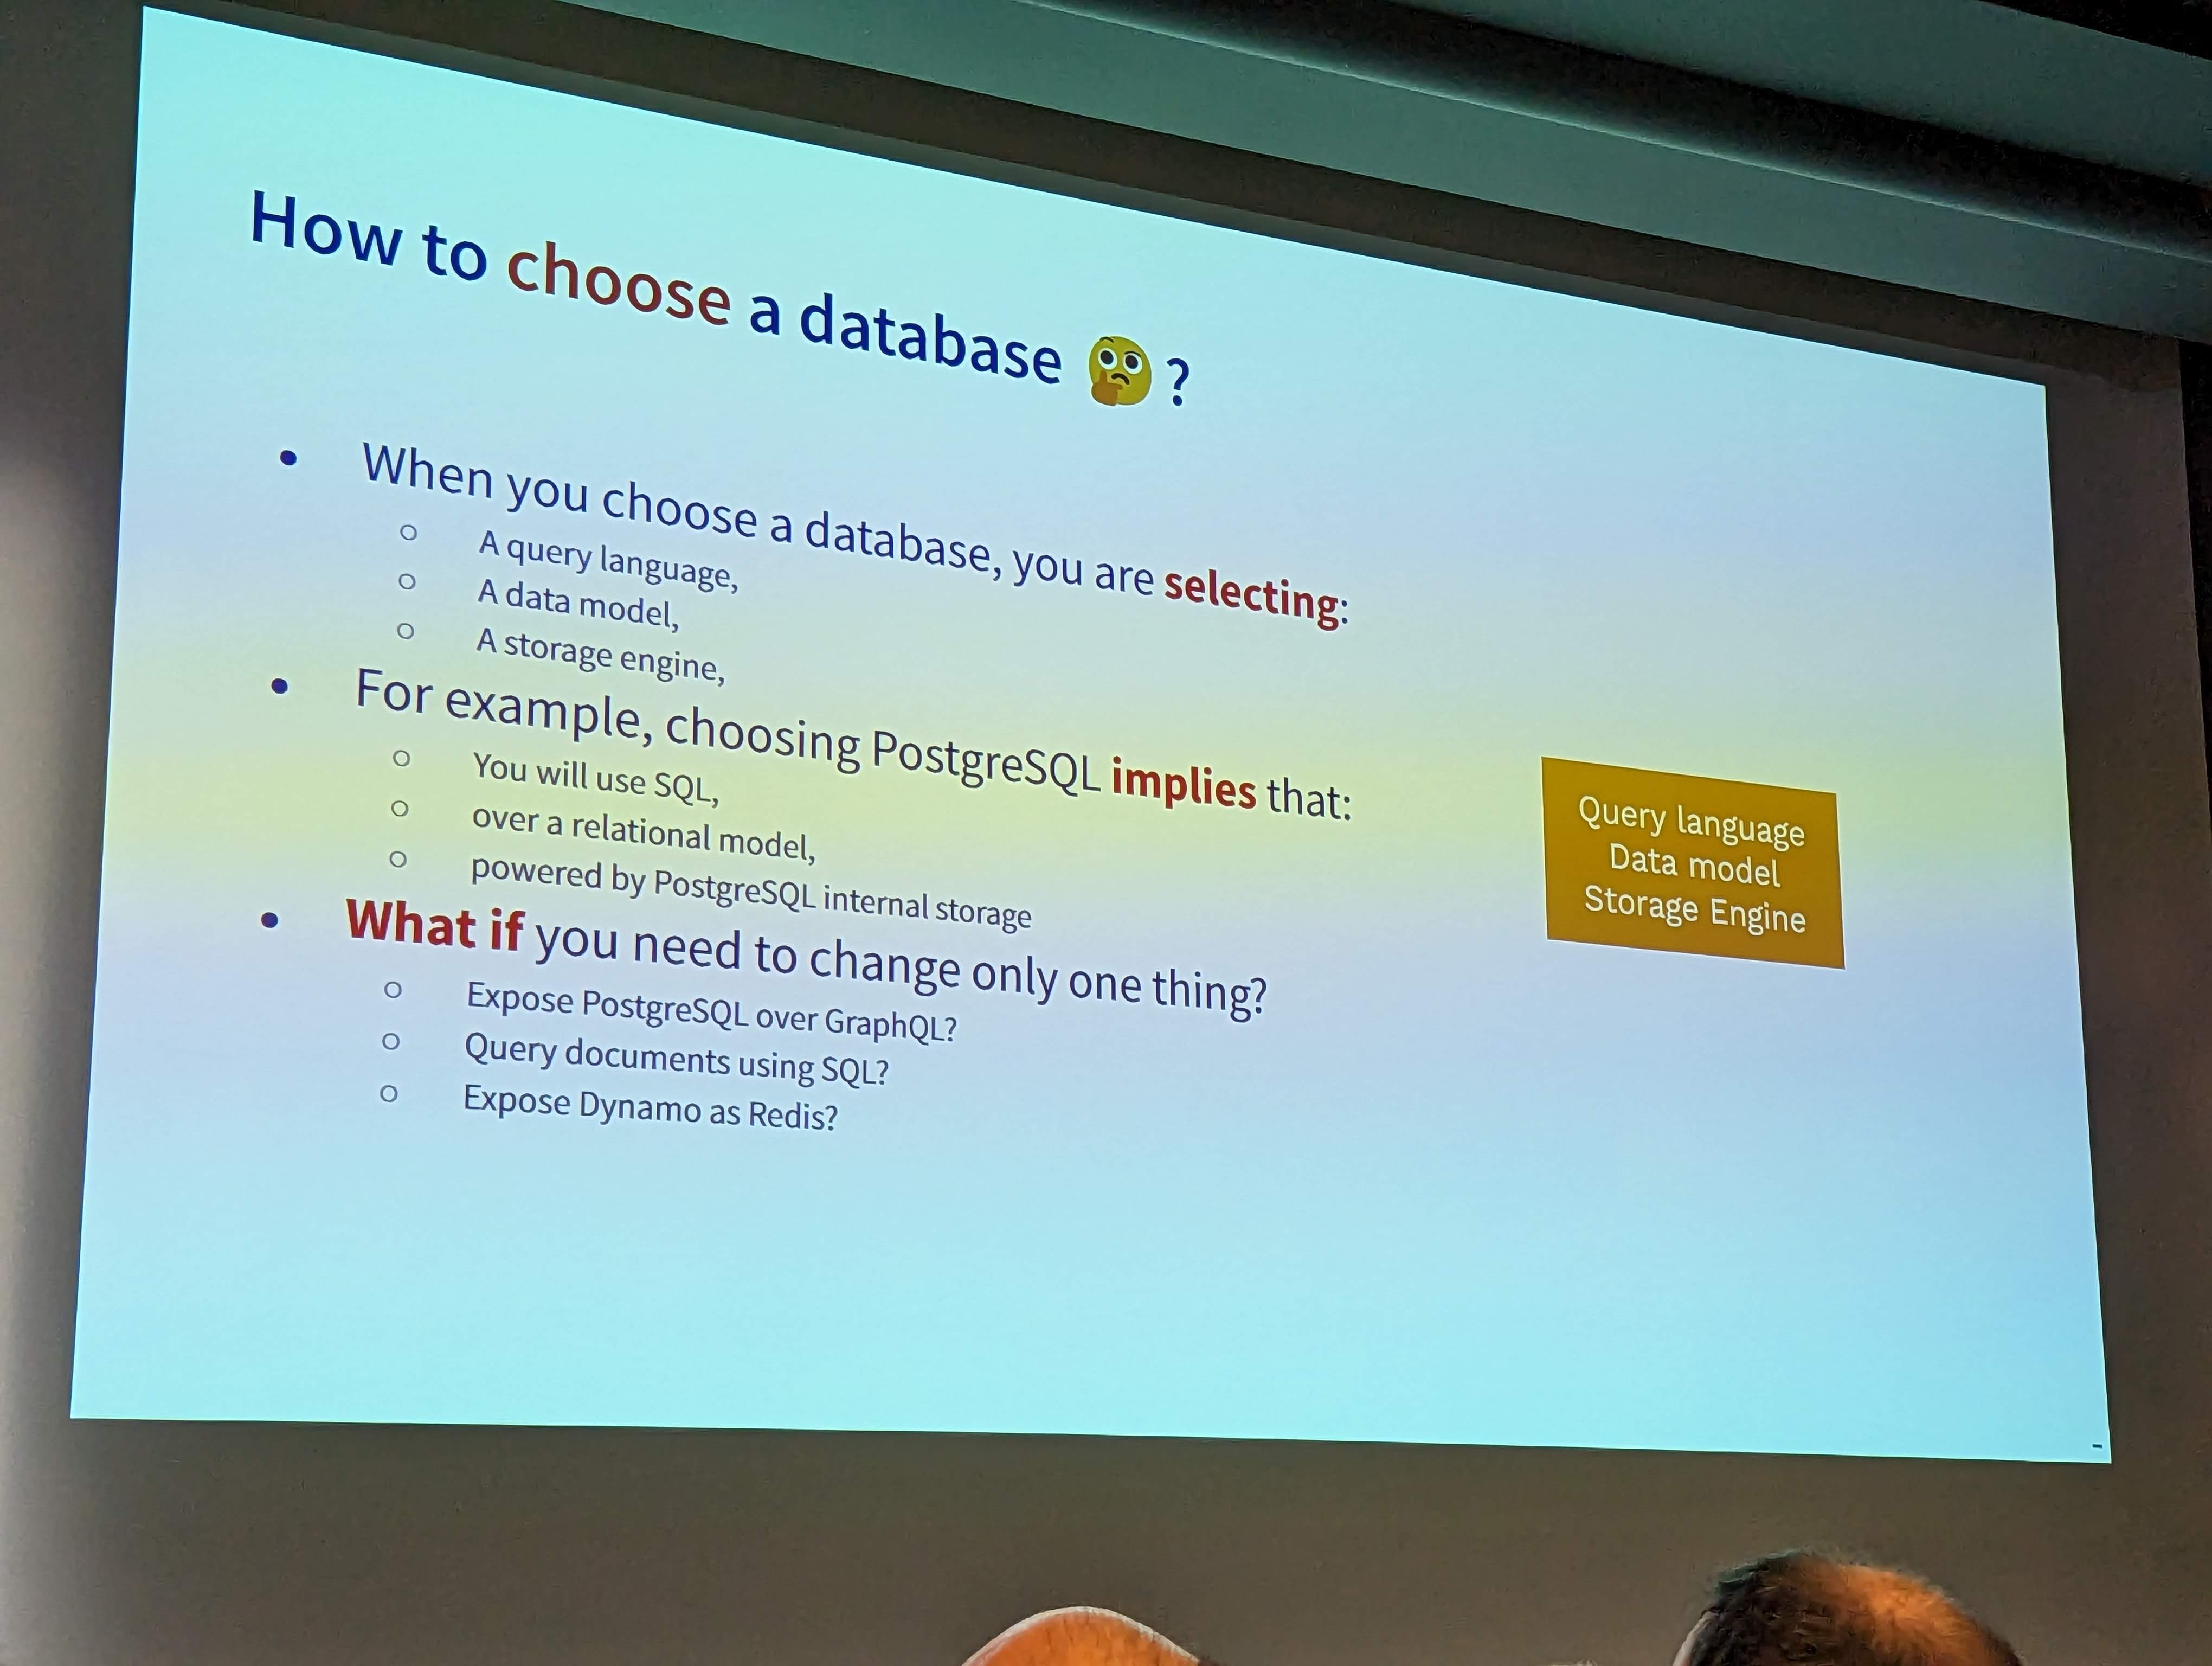 How to choose a database 🤔 ?
• When you choose a database, you are selecting:
○ A query language,
○ A data model,
○ A storage engine,
• For example, choosing PostgreSQL implies that:
○ You will use SQL,
○ over a relational model,
○ powered by PostgreSQL internal storage
• What if you need to change only one thing?
○ Expose PostgreSQL over GraphQL?
○ Query documents using SQL?
○ Expose Dynamo as Redis?
Query language
Data model
Storage Engine